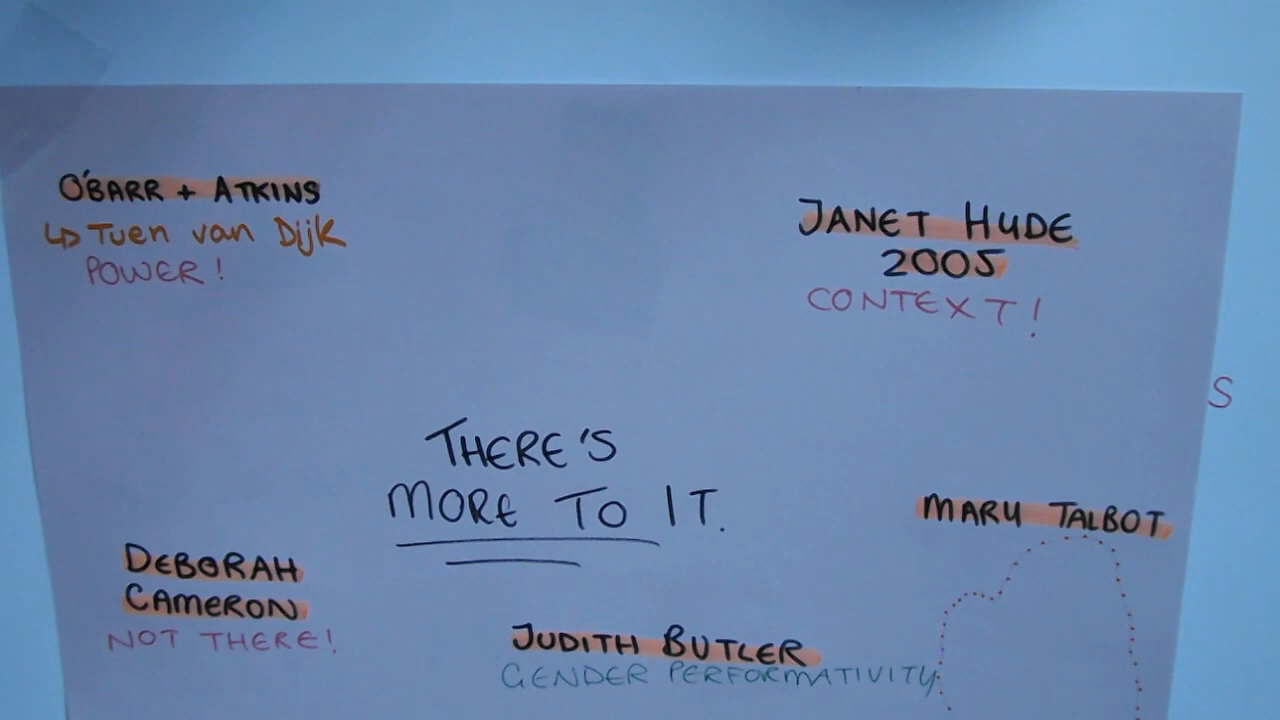 O'BARR + ATKINS
↳ Tuen van Dijk
POWER!
JANET HYDE
2005
CONTEXT!
S
THERE'S
MORE TO IT.
MARY TALBOT
DEBORAH
CAMERON
NOT THERE!
JUDITH BUTLER
GENDER PERFORMATIVITY